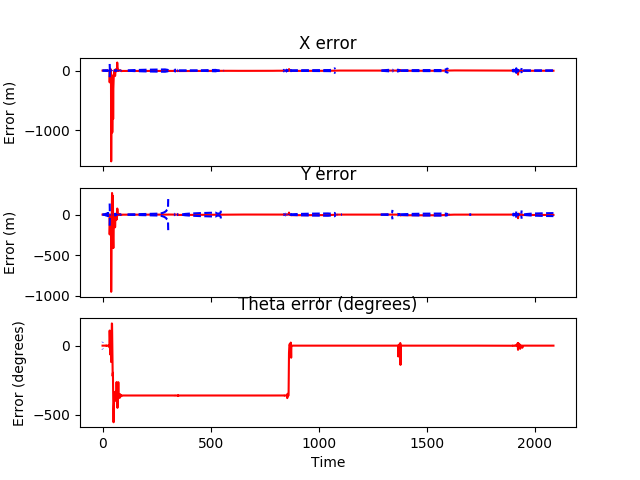 X error
Error (m)
0
−1000
Y error
Error (m)
0
−500
−1000
Theta error (degrees)
Error (degrees)
0
−500
0
500
1000
1500
2000
Time